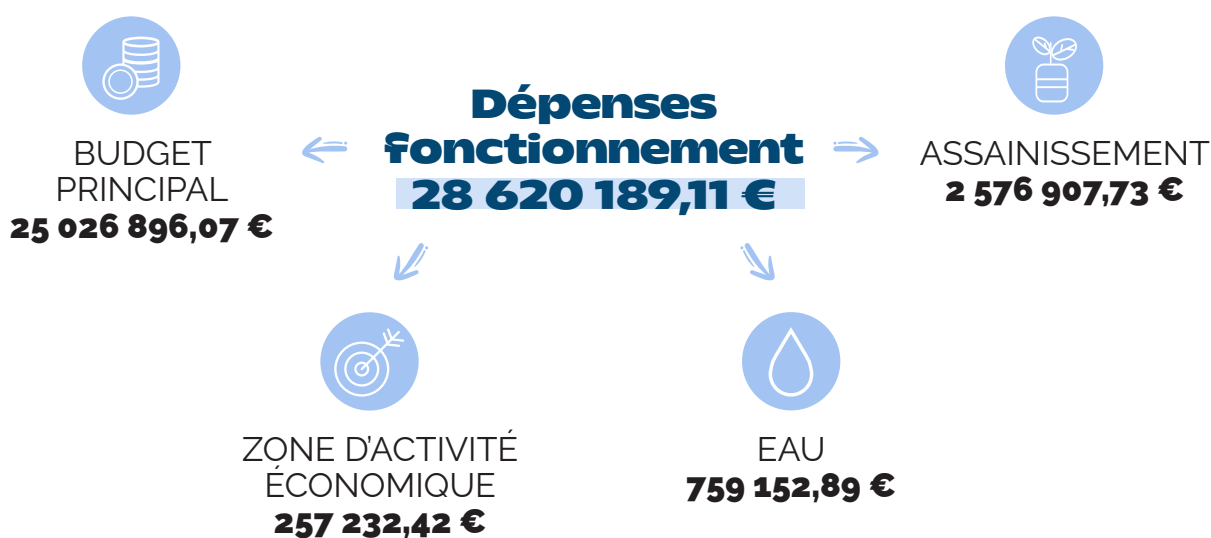 Dépenses
fonctionnement
28 620 189,11 €
BUDGET
PRINCIPAL
25 026 896,07 €
ASSAINISSEMENT
2 576 907,73 €
ZONE D'ACTIVITÉ
ÉCONOMIQUE
257 232,42 €
EAU
759 152,89 €